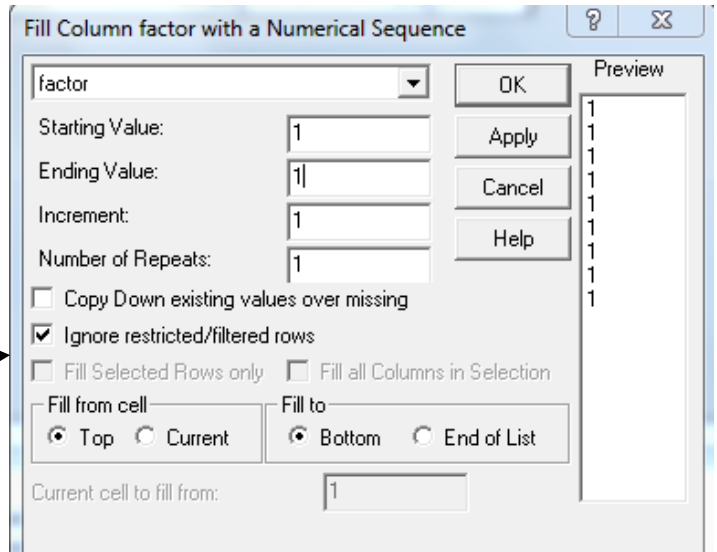 Fill Column factor with a Numerical Sequence
factor
OK
Preview
Starting Value:
1
Apply
Ending Value:
1
Cancel
Increment:
1
Help
Number of Repeats:
1
Copy Down existing values over missing
Ignore restricted/filtered rows
Fill Selected Rows only
Fill all Columns in Selection
Fill from cell
Fill to
Top
Current
Bottom
End of List
Current cell to fill from:
1
1
1
1
1
1
1
1
1
1